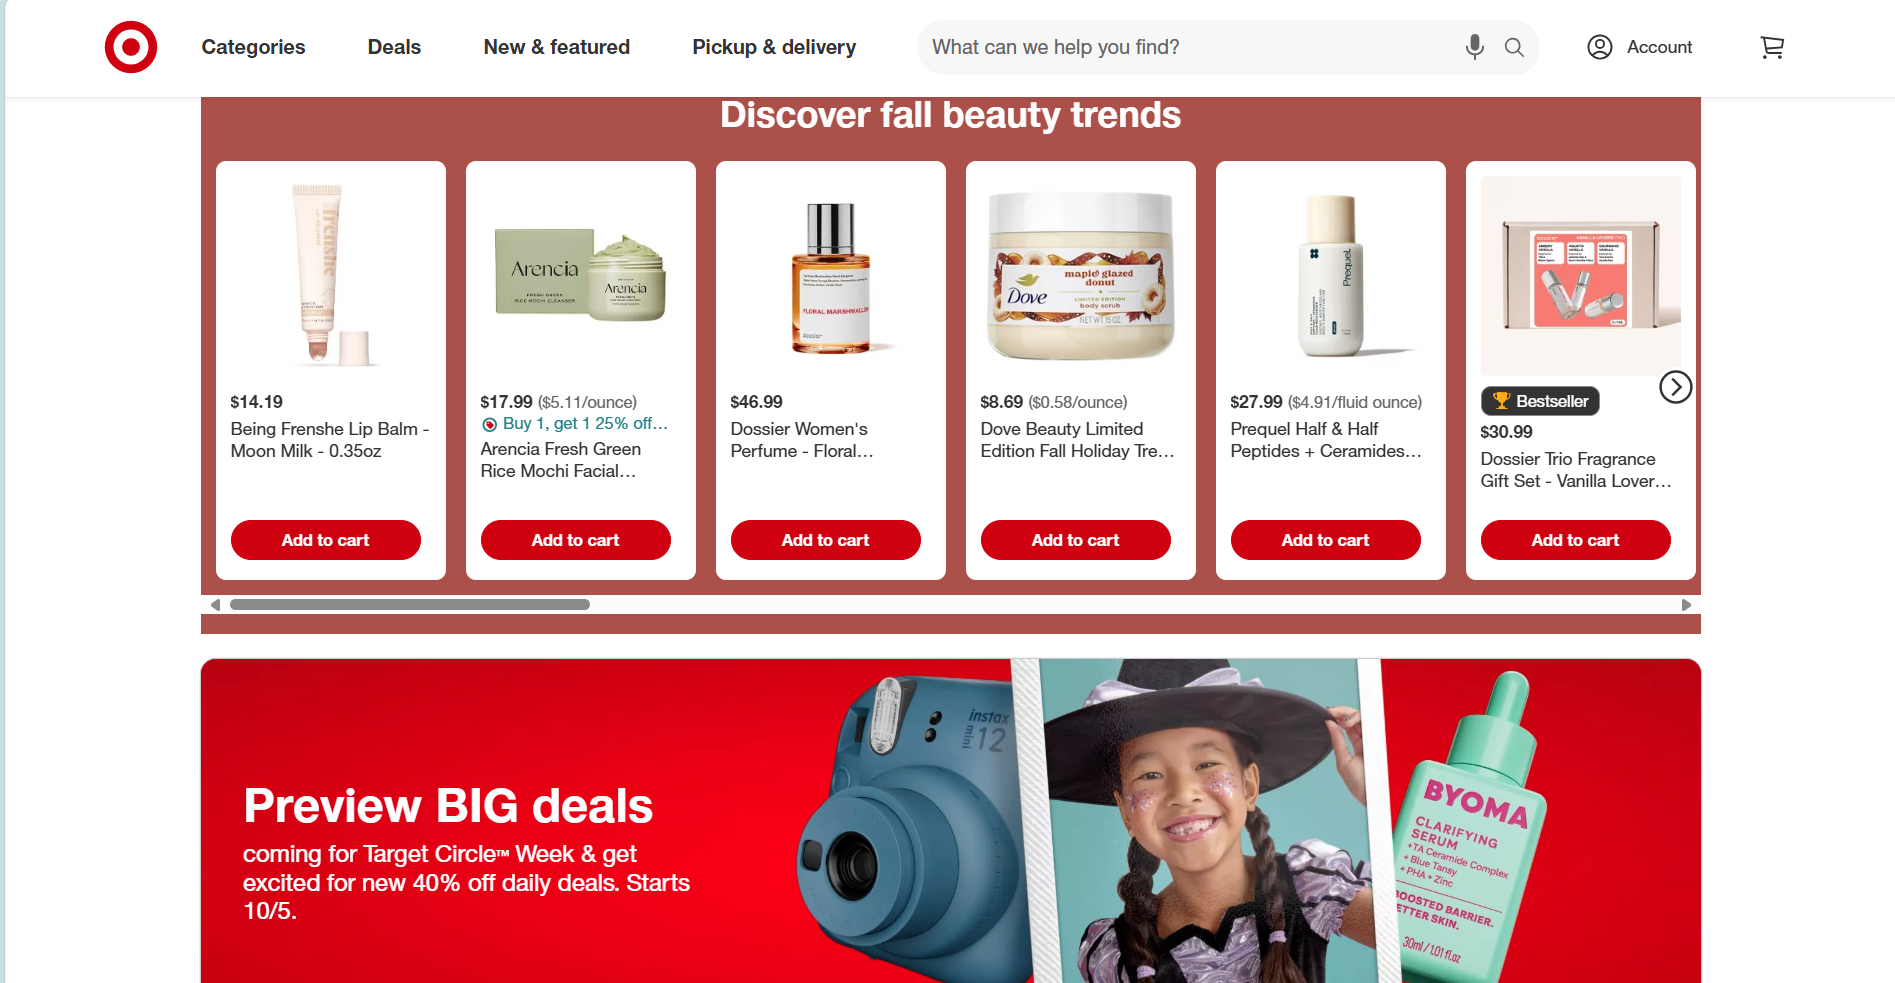 Categories
Deals
New & featured
Pickup & delivery
What can we help you find?
Account
Discover fall beauty trends
frenshe
Arencia
FRESH GREEN
RICE MOCHI CLEANSER
Arencia
FLORAL MARSHMALLOW
Dove
maple glazed
donut
LIMITED EDITION
body scrub
NET WT 15 OZ
Prequel
$14.19
Being Frenshe Lip Balm -
Moon Milk - 0.35oz
Add to cart
$17.99 ($5.11/ounce)
Buy 1, get 1 25% off…
Arencia Fresh Green
Rice Mochi Facial…
Add to cart
$46.99
Dossier Women's
Perfume - Floral…
Add to cart
$8.69 ($0.58/ounce)
Dove Beauty Limited
Edition Fall Holiday Tre…
Add to cart
$27.99 ($4.91/fluid ounce)
Prequel Half & Half
Peptides + Ceramides…
Add to cart
Bestseller
$30.99
Dossier Trio Fragrance
Gift Set - Vanilla Lover…
Add to cart
Preview BIG deals
coming for Target Circle™ Week & get
excited for new 40% off daily deals. Starts
10/5.
instax
mini 12
BYOMA
CLARIFYING
SERUM
+TA Ceramide Complex
+ Blue Tansy
+ PHA + Zinc
BOOSTED BARRIER.
ETTER SKIN.
30ml / 1.01 fl.oz